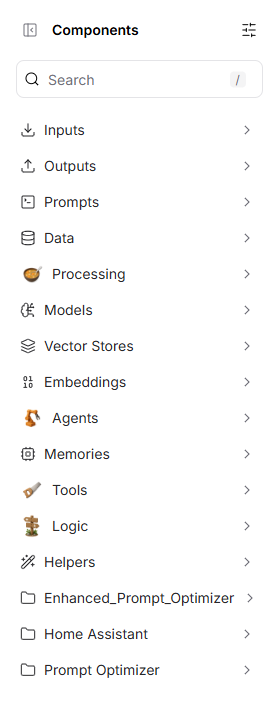 Components
Search /
Inputs
Outputs
Prompts
Data
Processing
Models
Vector Stores
Embeddings
Agents
Memories
Tools
Logic
Helpers
Enhanced_Prompt_Optimizer
Home Assistant
Prompt Optimizer